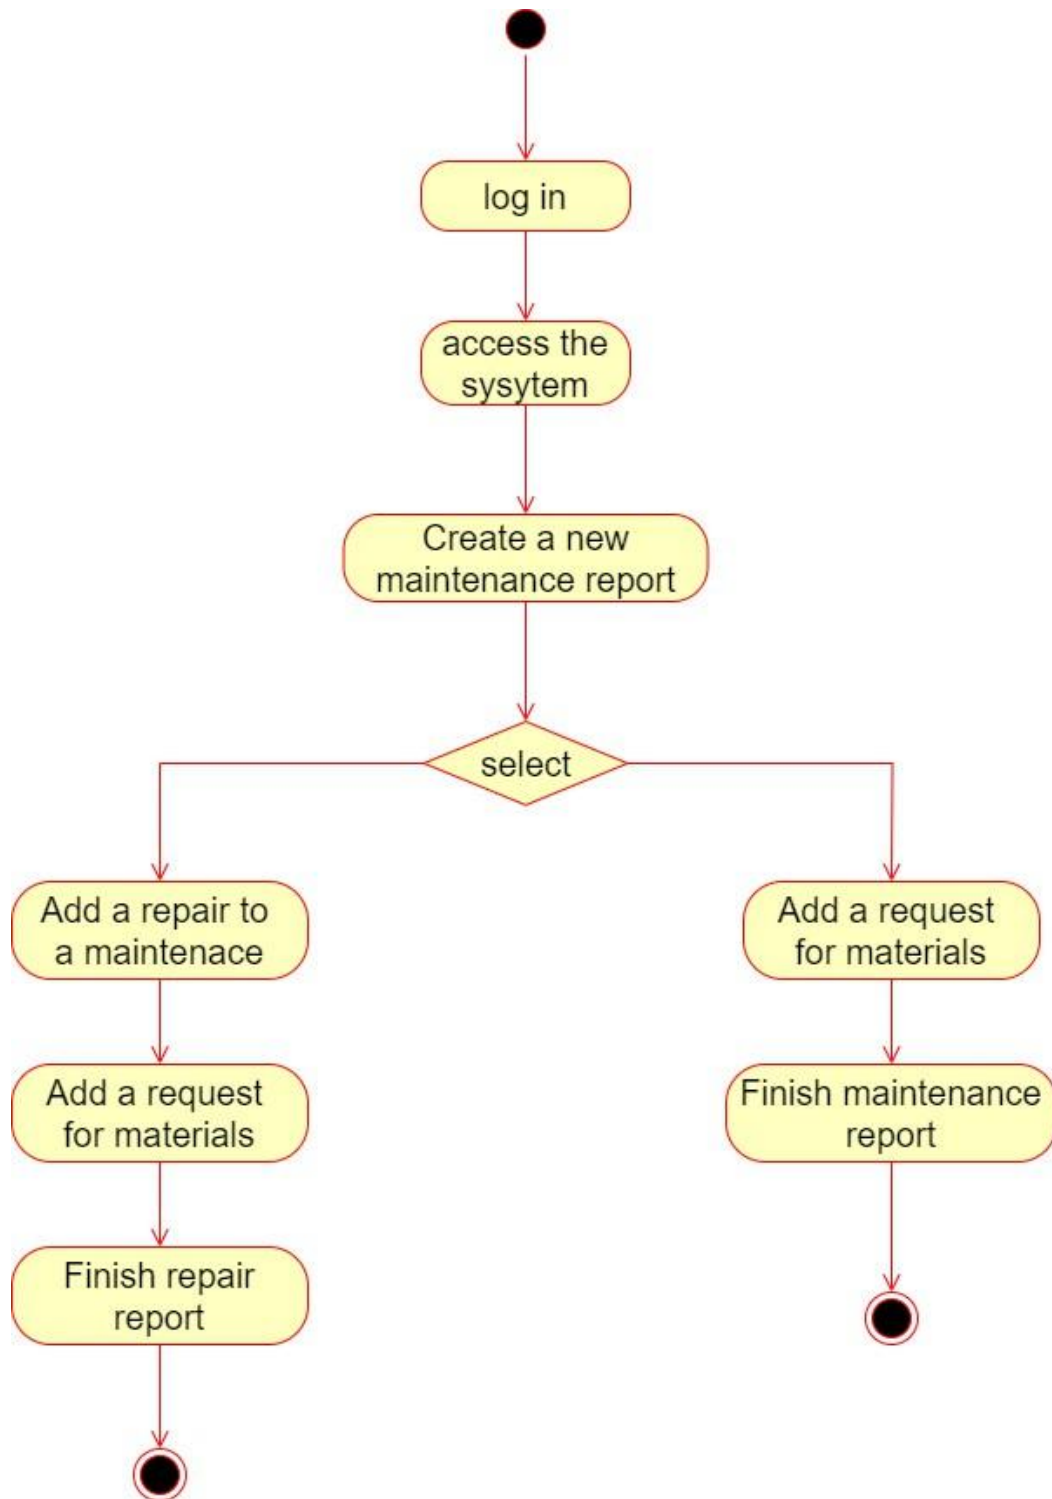 log in
access the
sysytem
Create a new
maintenance report
select
Add a repair to
a maintenace
Add a request
for materials
Finish repair
report
Add a request
for materials
Finish maintenance
report